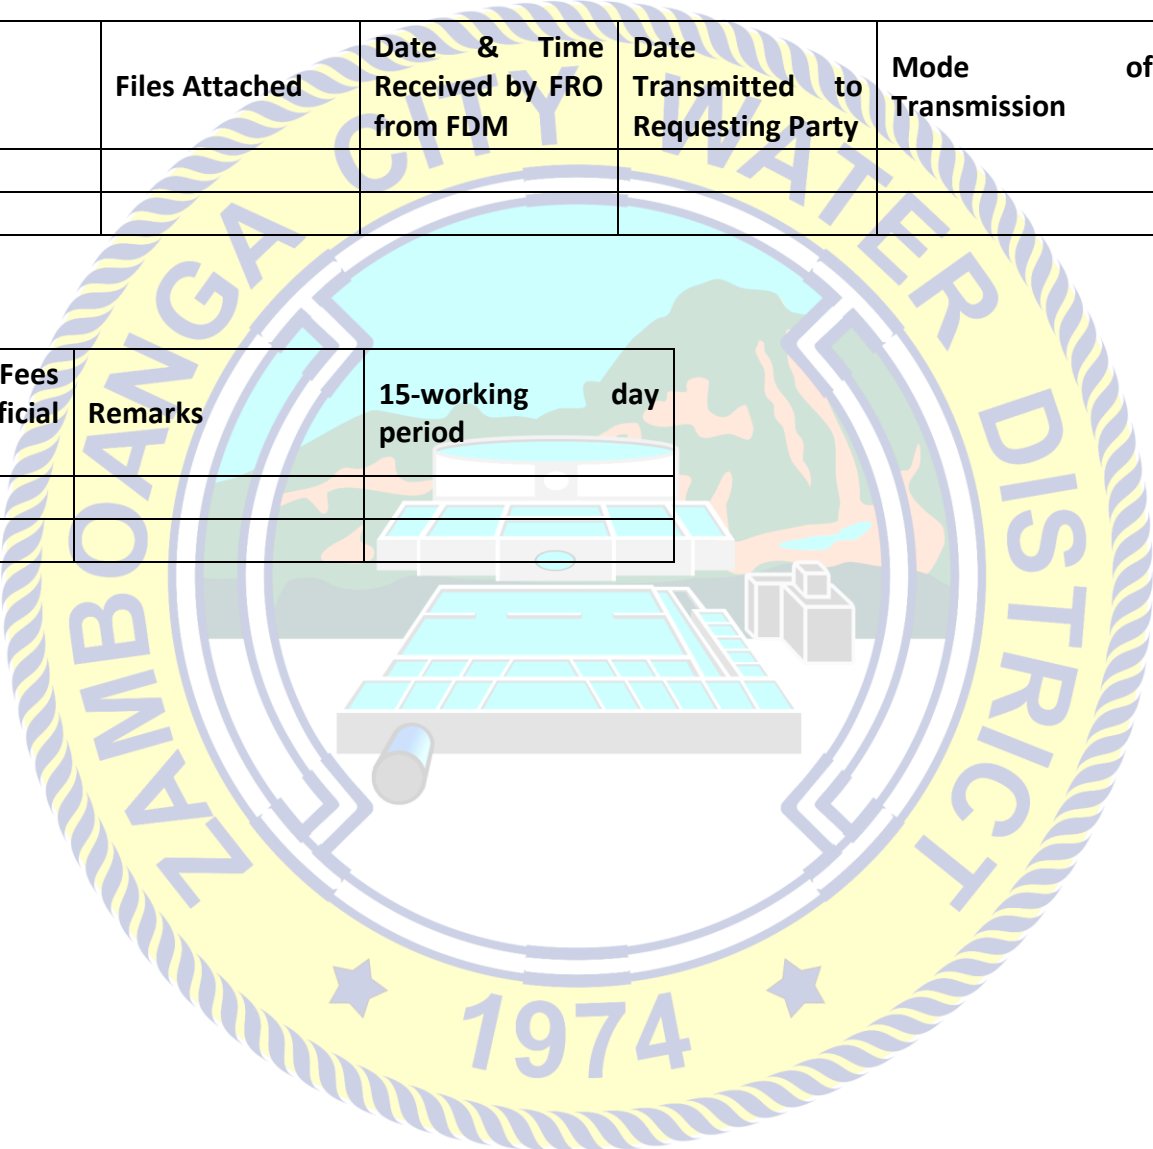 Files Attached
Date & Time
Received by FRO
from FDM
Date
Transmitted to
Requesting Party
Mode of
Transmission
Fees
ficial
Remarks
15-working day
period
ZAMBOANGA CITY WATER DISTRICT
1974